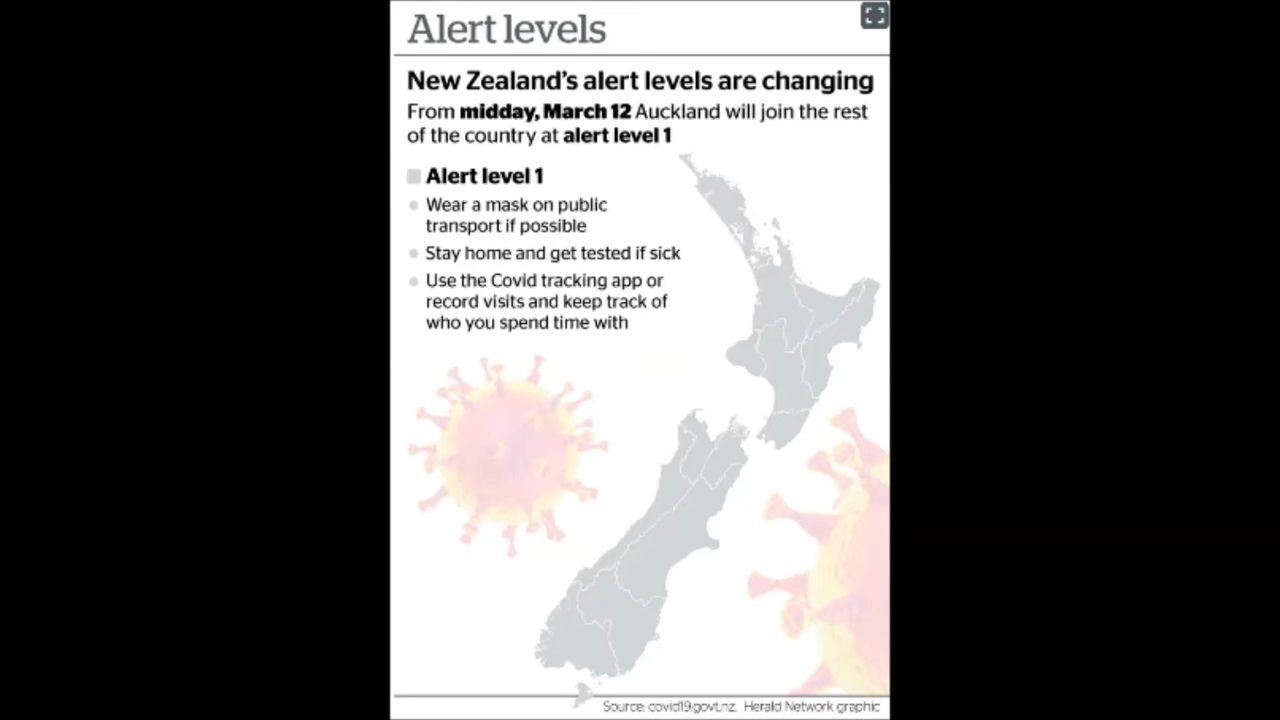 Alert levels
New Zealand's alert levels are changing
From midday, March 12 Auckland will join the rest
of the country at alert level 1
Alert level 1
Wear a mask on public
transport if possible
Stay home and get tested if sick
Use the Covid tracking app or
record visits and keep track of
who you spend time with
Source: covid19.govt.nz. Herald Network graphic